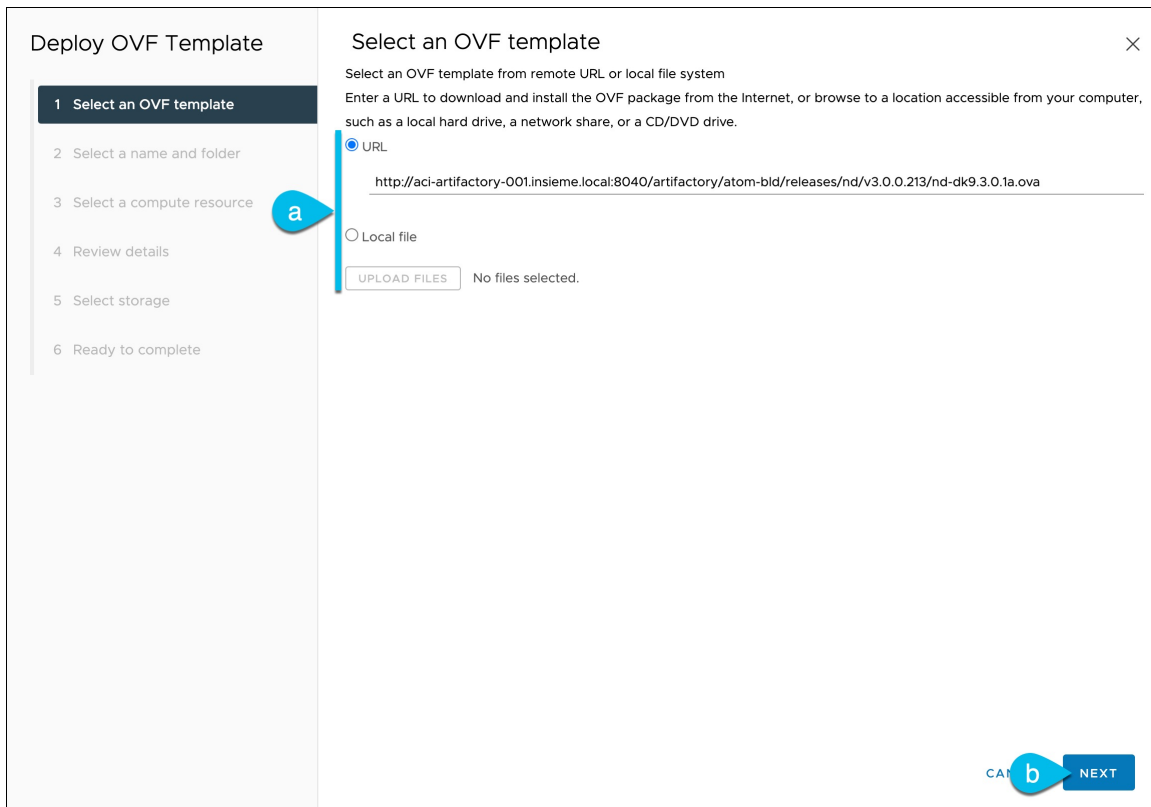 Deploy OVF Template
1 Select an OVF template
2 Select a name and folder
3 Select a compute resource
4 Review details
5 Select storage
6 Ready to complete
Select an OVF template
Select an OVF template from remote URL or local file system
Enter a URL to download and install the OVF package from the Internet, or browse to a location accessible from your computer,
such as a local hard drive, a network share, or a CD/DVD drive.
URL
http://aci-artifactory-001.insieme.local:8040/artifactory/atom-bld/releases/nd/v3.0.0.213/nd-dk9.3.0.1a.ova
a
Local file
UPLOAD FILES No files selected.
b NEXT